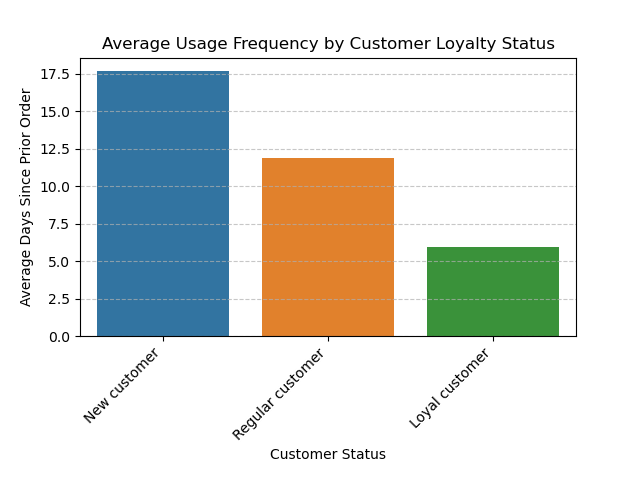 Average Usage Frequency by Customer Loyalty Status
Average Days Since Prior Order
17.5
15.0
12.5
10.0
7.5
5.0
2.5
0.0
New customer
Regular customer
Loyal customer
Customer Status